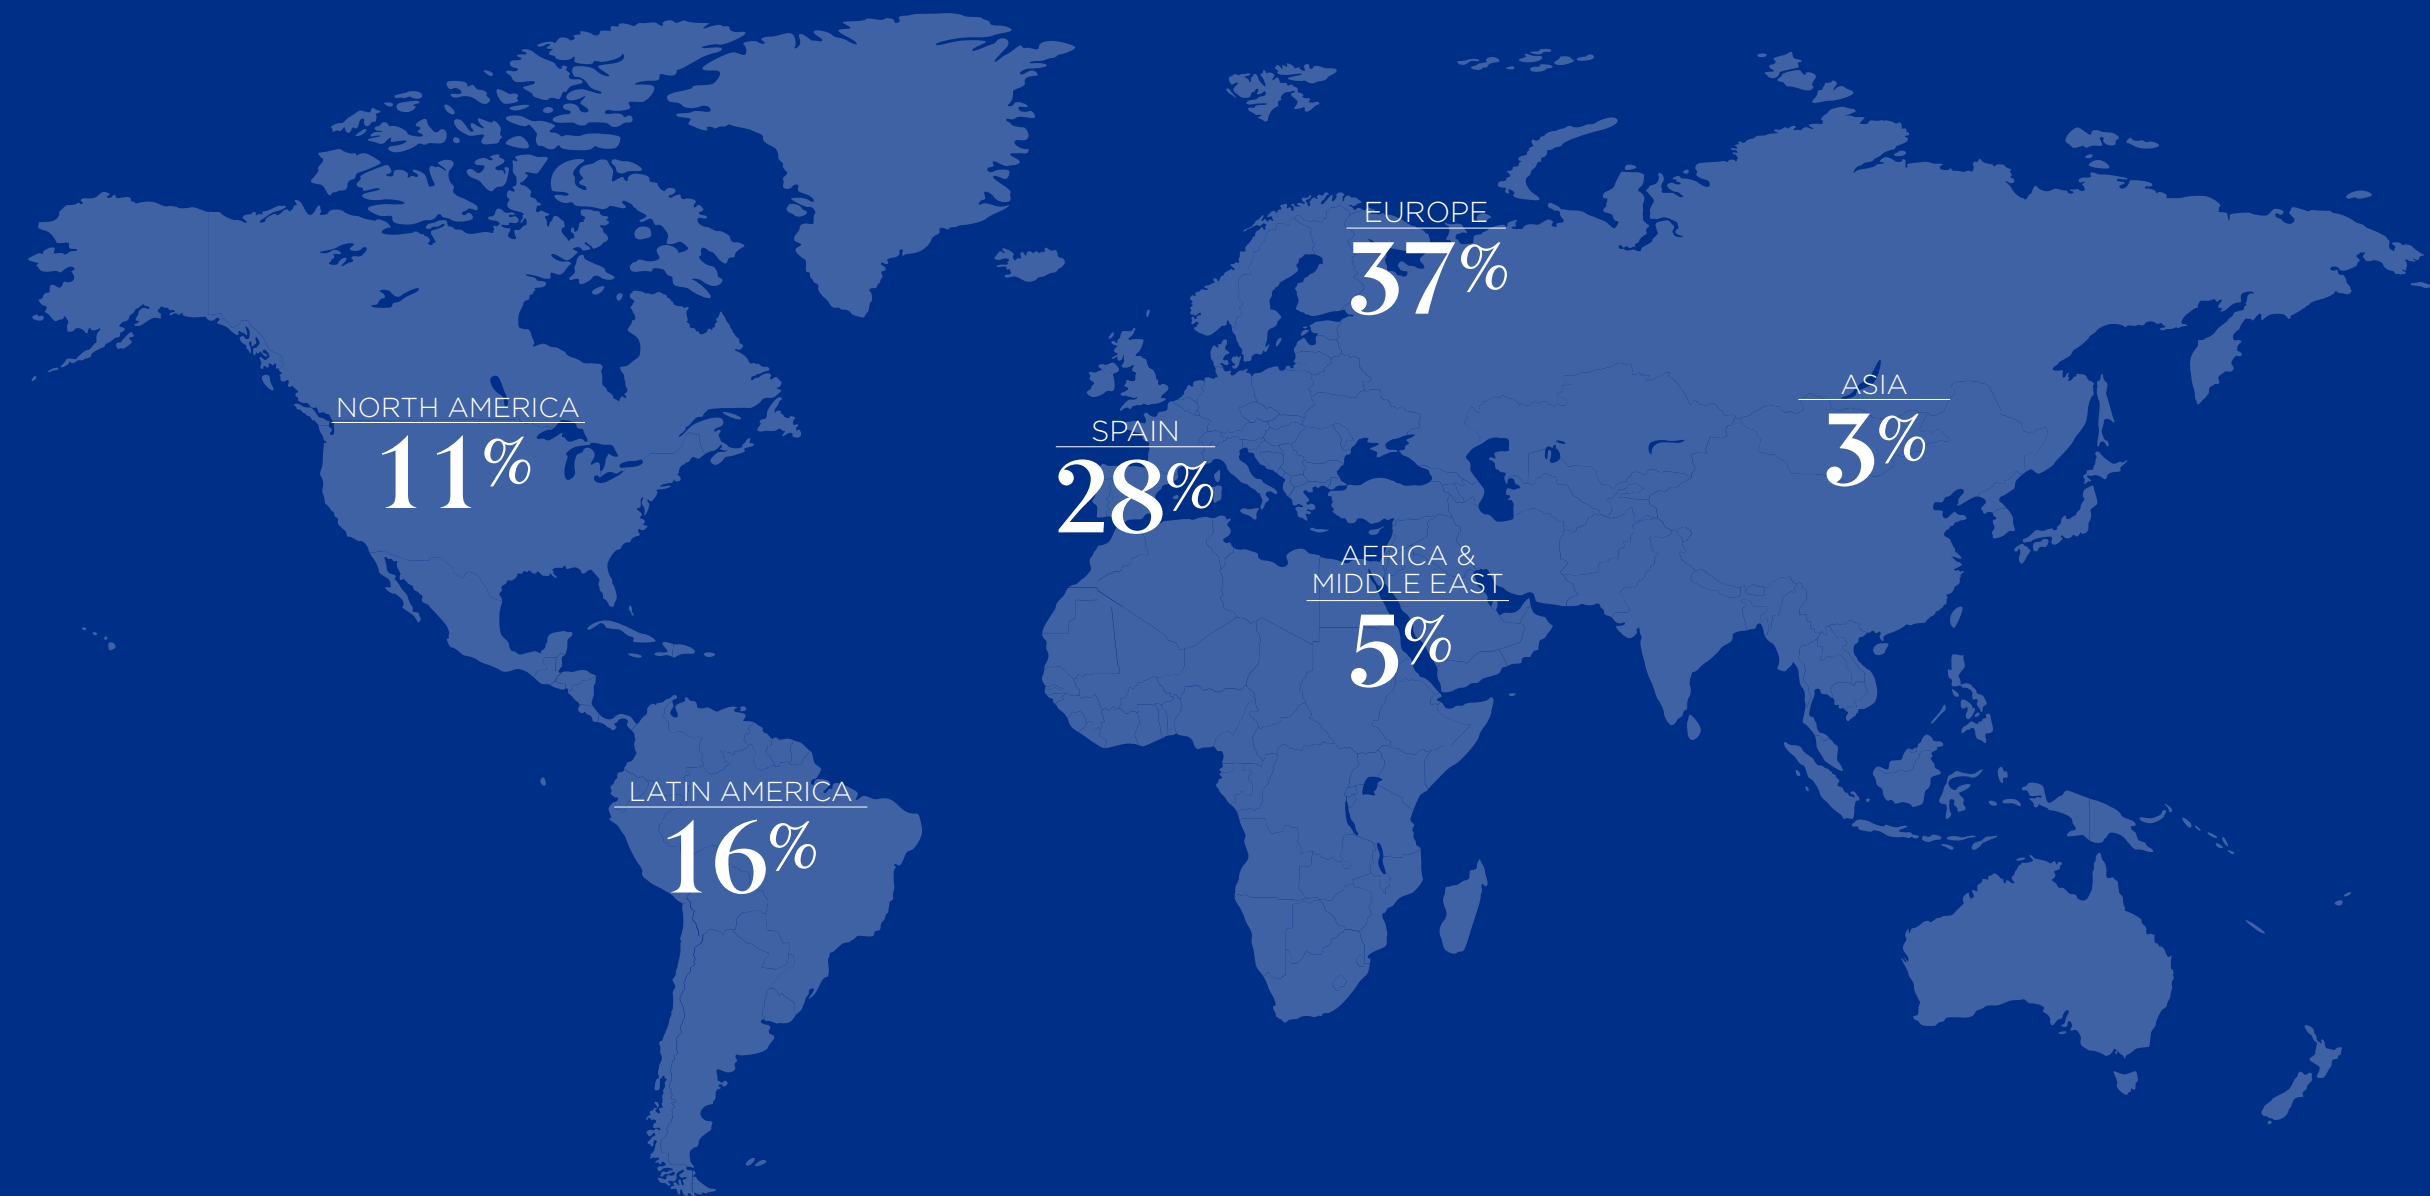 EUROPE
37%
ASIA
3%
NORTH AMERICA
11%
SPAIN
28%
AFRICA &
MIDDLE EAST
5%
LATIN AMERICA
16%